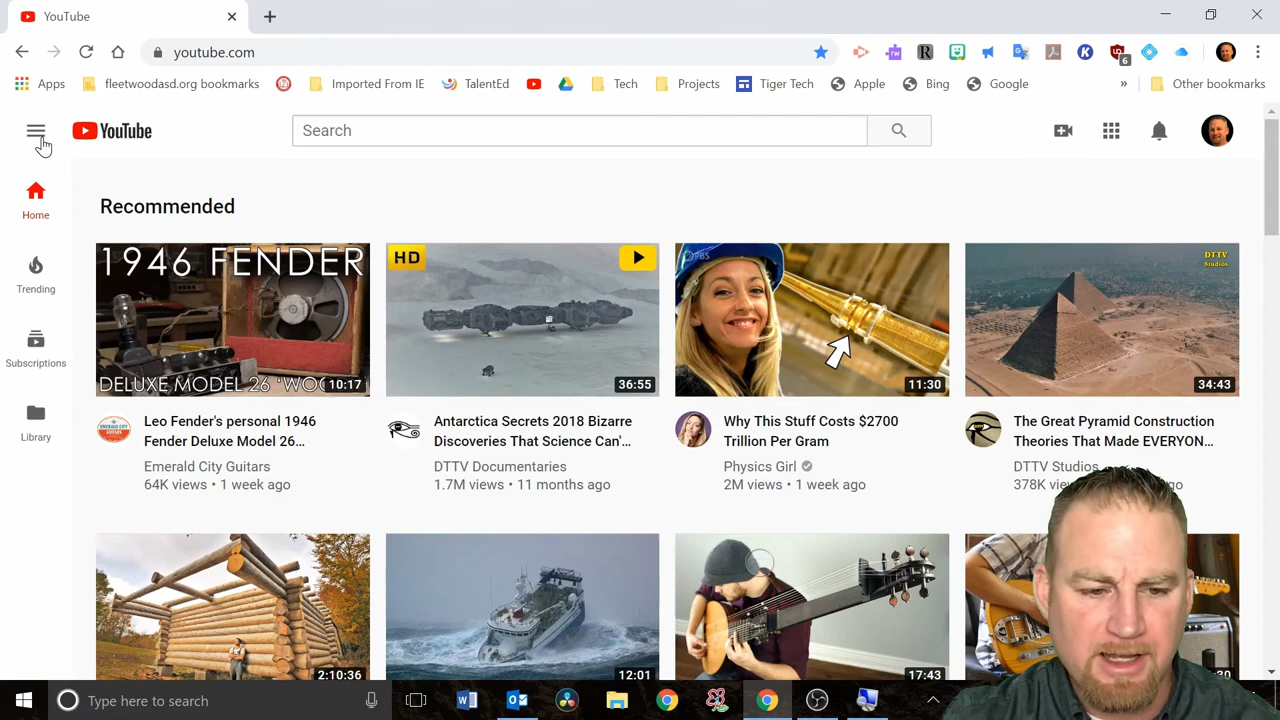 YouTube
youtube.com
6
Apps
fleetwoodasd.org bookmarks
Imported From IE
TalentEd
Tech
Projects
Tiger Tech
Apple
Bing
Google
»
Other bookmarks
YouTube
Search
Home
Trending
Subscriptions
Library
Recommended
1946 FENDER
DELUXE MODEL 26 'WOO
10:17
HD
36:55
PBS
11:30
DTTV
Studios
34:43
Leo Fender's personal 1946
Fender Deluxe Model 26...
Emerald City Guitars
64K views • 1 week ago
Antarctica Secrets 2018 Bizarre
Discoveries That Science Can'...
DTTV Documentaries
1.7M views • 11 months ago
Why This Stuff Costs $2700
Trillion Per Gram
Physics Girl
2M views • 1 week ago
The Great Pyramid Construction
Theories That Made EVERYON...
DTTV Studios
378K vie
go
2:10:36
12:01
17:43
:30
Type here to search